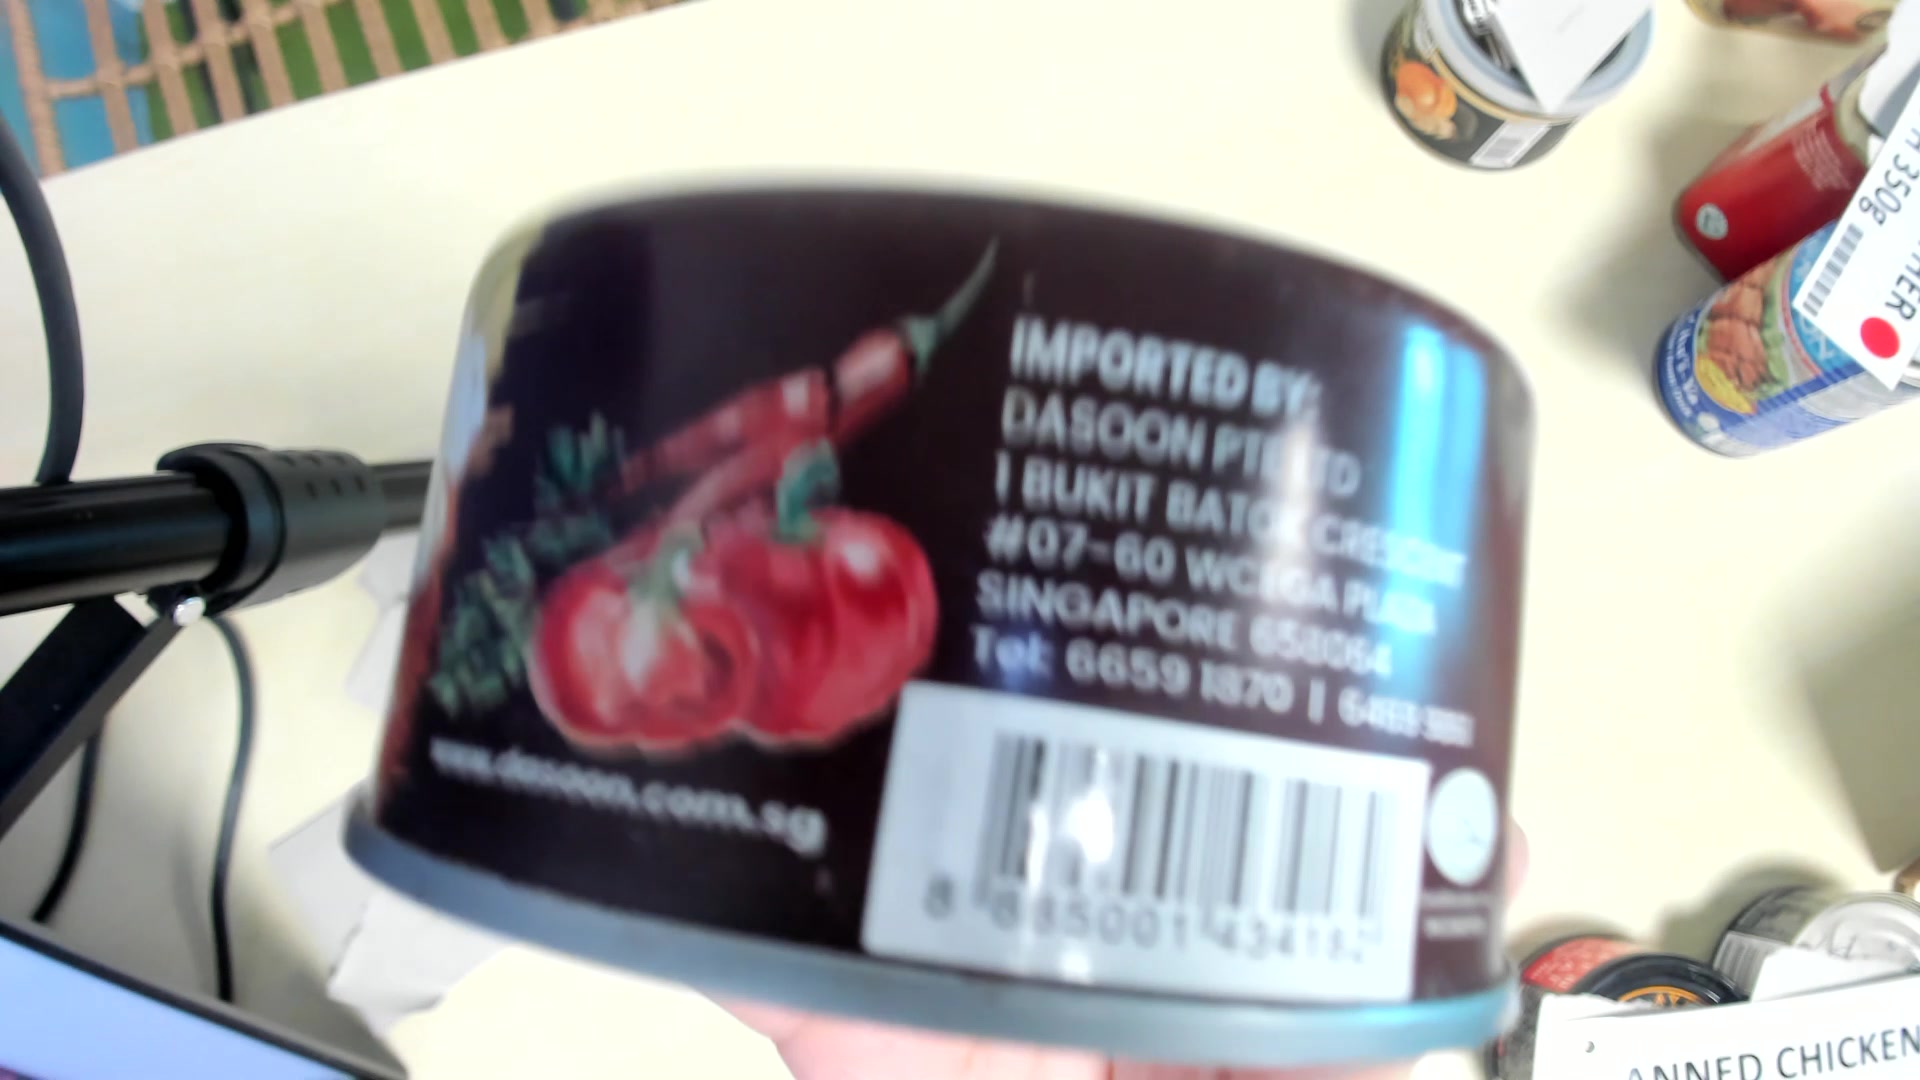 IMPORTED BY:
DASOON PTE LTD
1 BUKIT BATOK CRESCENT
#07-60 WCEGA PLAZA
SINGAPORE 658064
Tel: 6659 1870 |
www.dasoon.com.sg
350g
ANNED CHICKEN